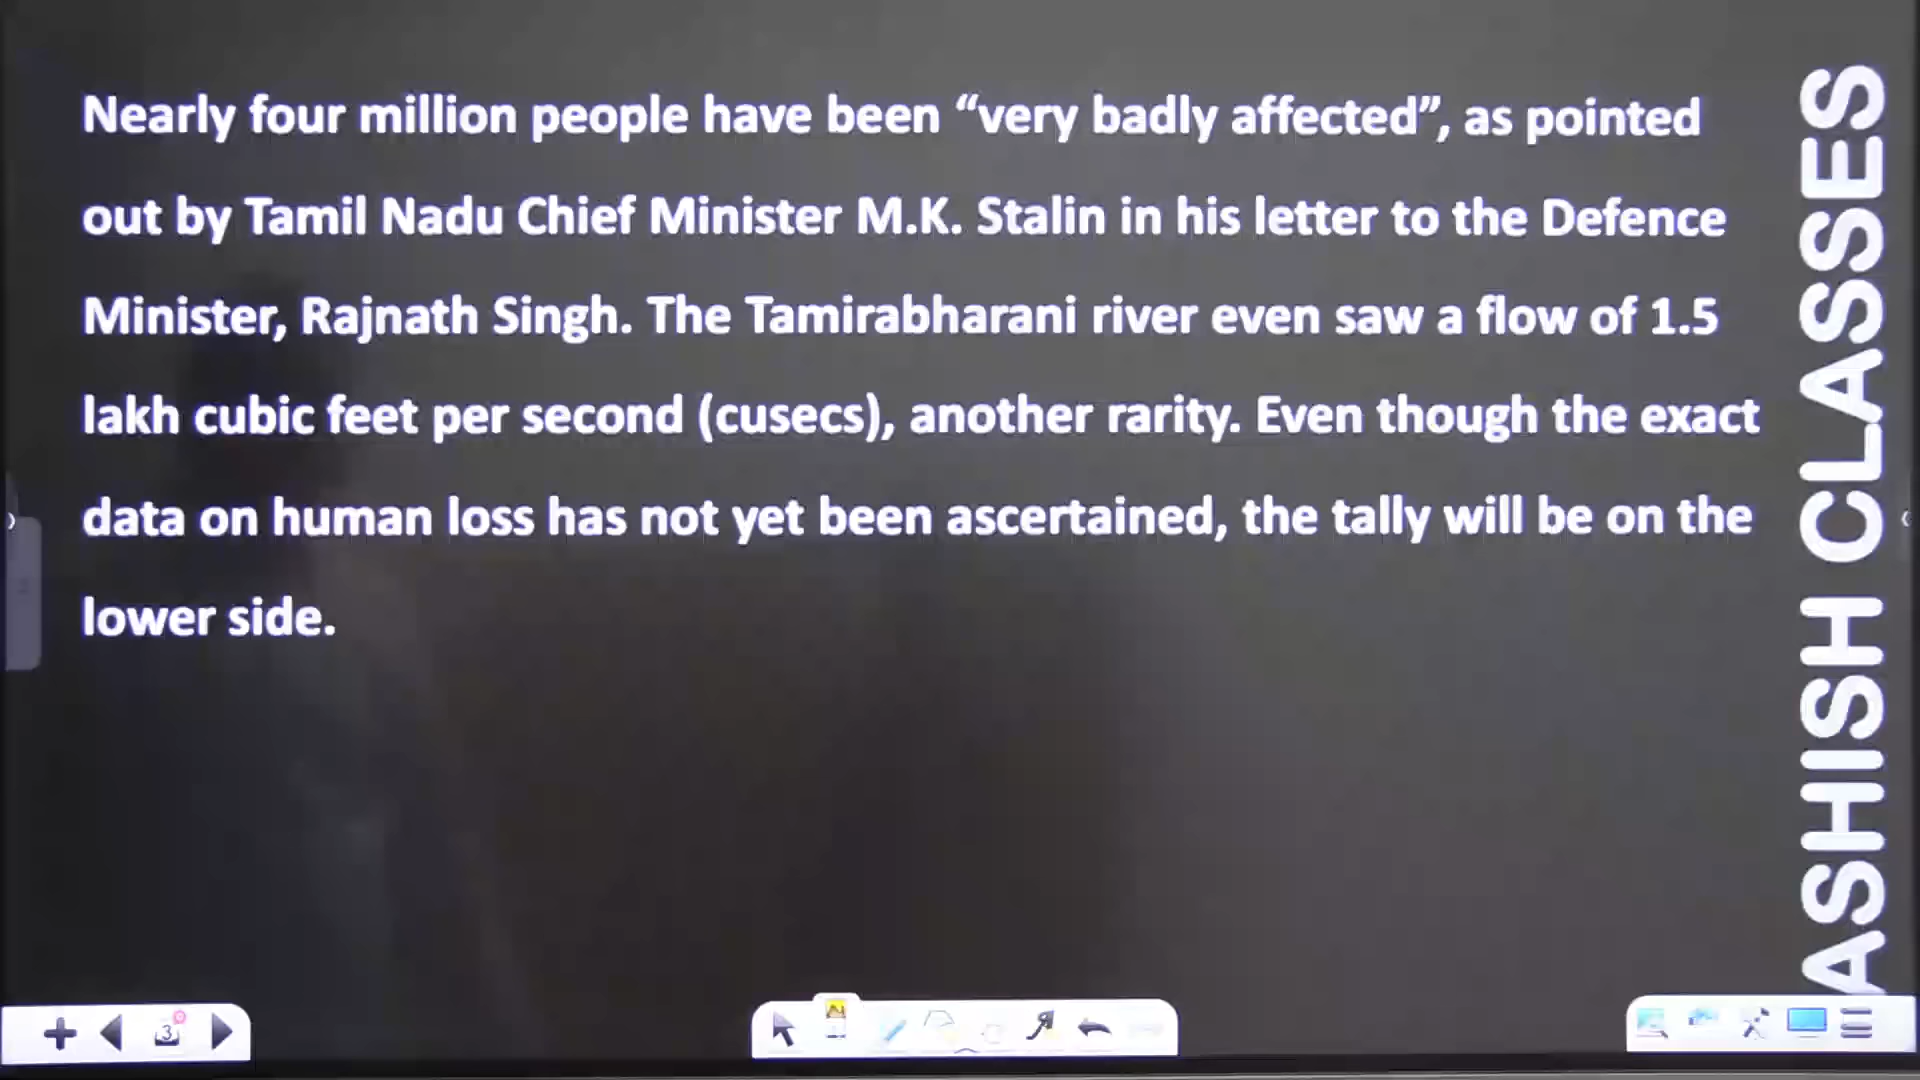 Nearly four million people have been “very badly affected”, as pointed
out by Tamil Nadu Chief Minister M.K. Stalin in his letter to the Defence
Minister, Rajnath Singh. The Tamirabharani river even saw a flow of 1.5
lakh cubic feet per second (cusecs), another rarity. Even though the exact
data on human loss has not yet been ascertained, the tally will be on the
lower side.
ASHISH CLASSES
3